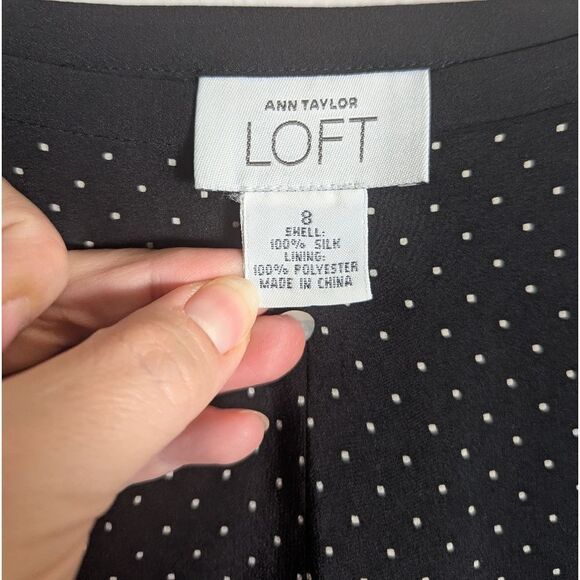 ANN TAYLOR
LOFT
8
SHELL:
100% SILK
LINING:
100% POLYESTER
MADE IN CHINA